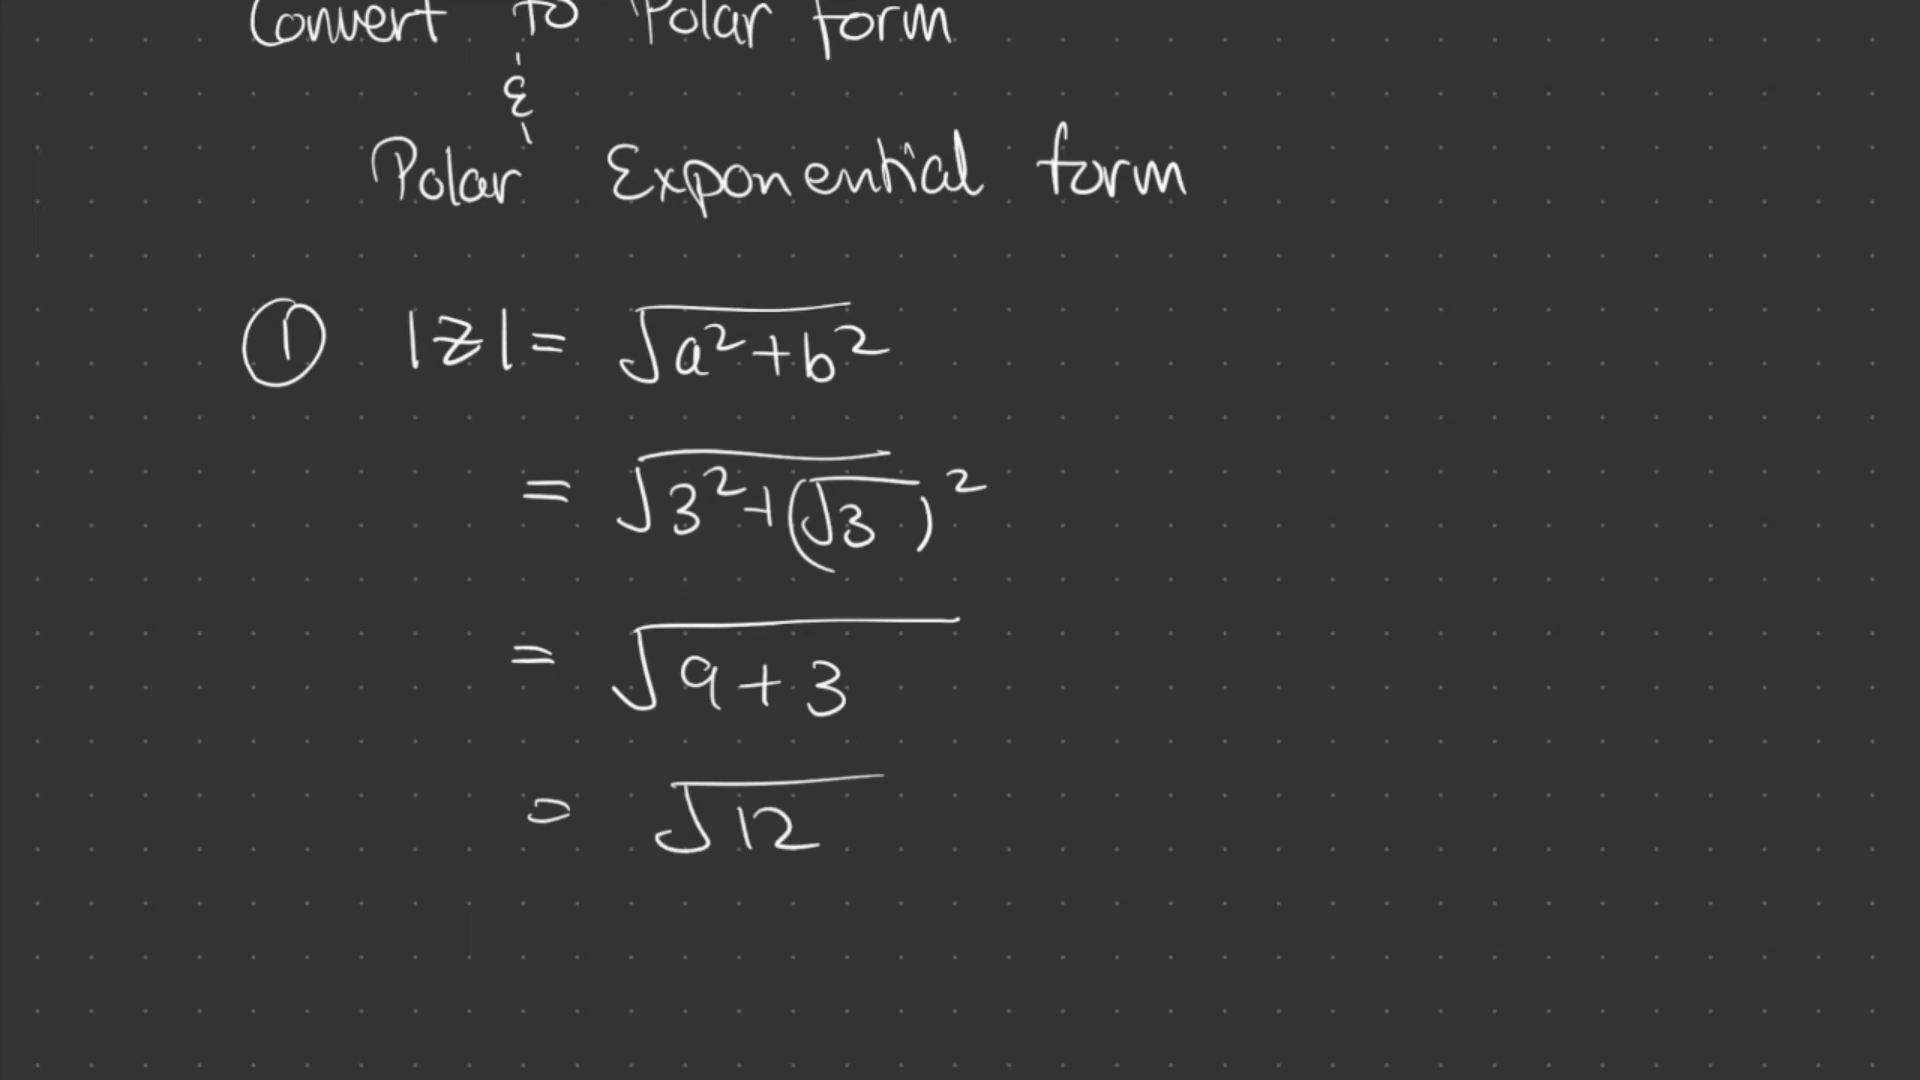 Convert to Polar form
&
Polar Exponential form
① |z| = √a²+b²
= √3²+(√3)²
= √9+3
= √12